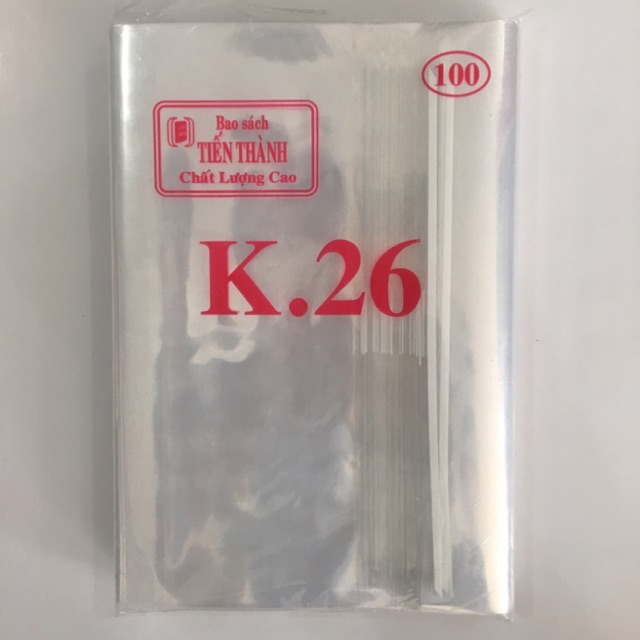 100
Bao sách
TIẾN THÀNH
Chất Lượng Cao
K.26